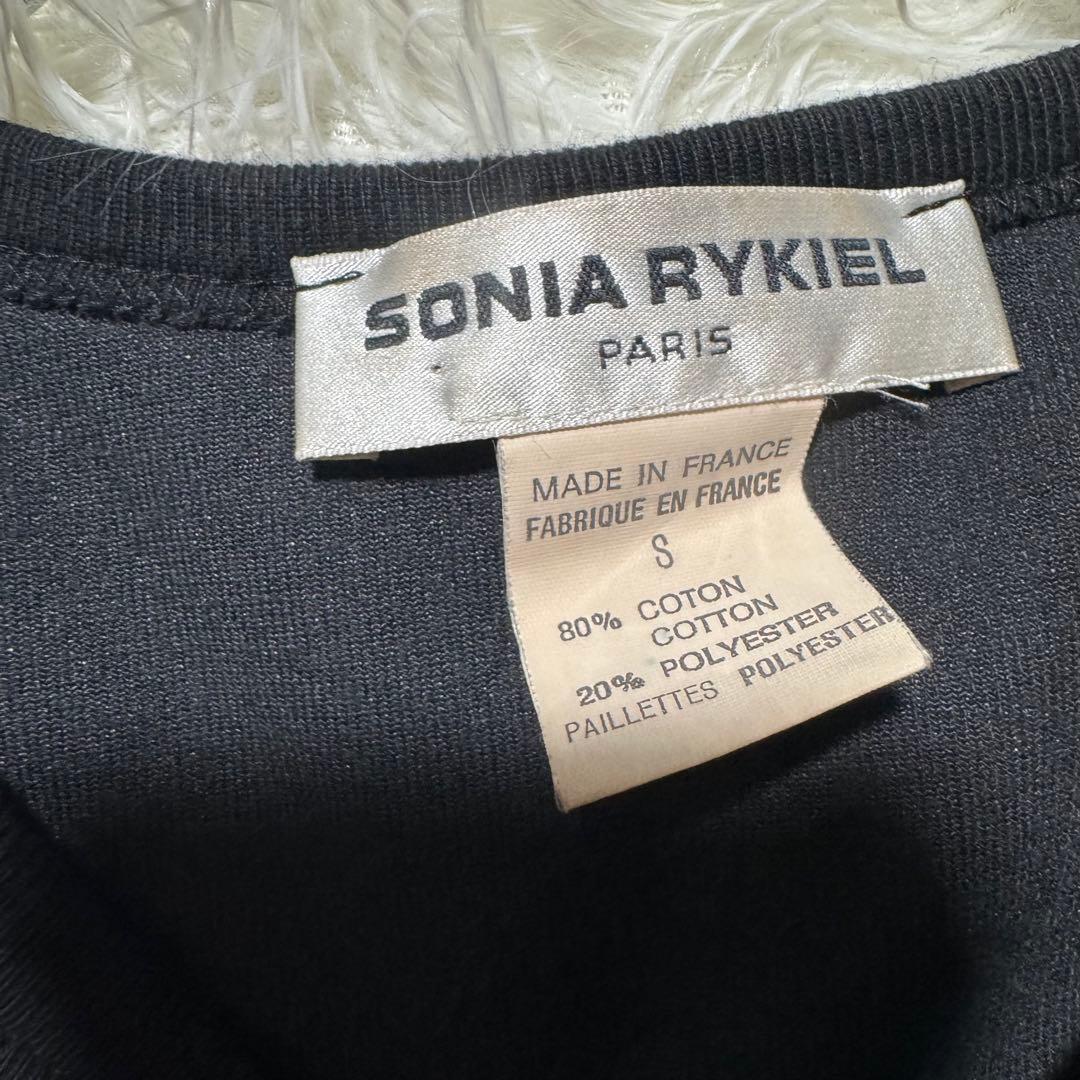 SONIA RYKIEL
PARIS
MADE IN FRANCE
FABRIQUE EN FRANCE
S
80% COTON
COTTON
20% POLYESTER
PAILLETTES POLYESTER